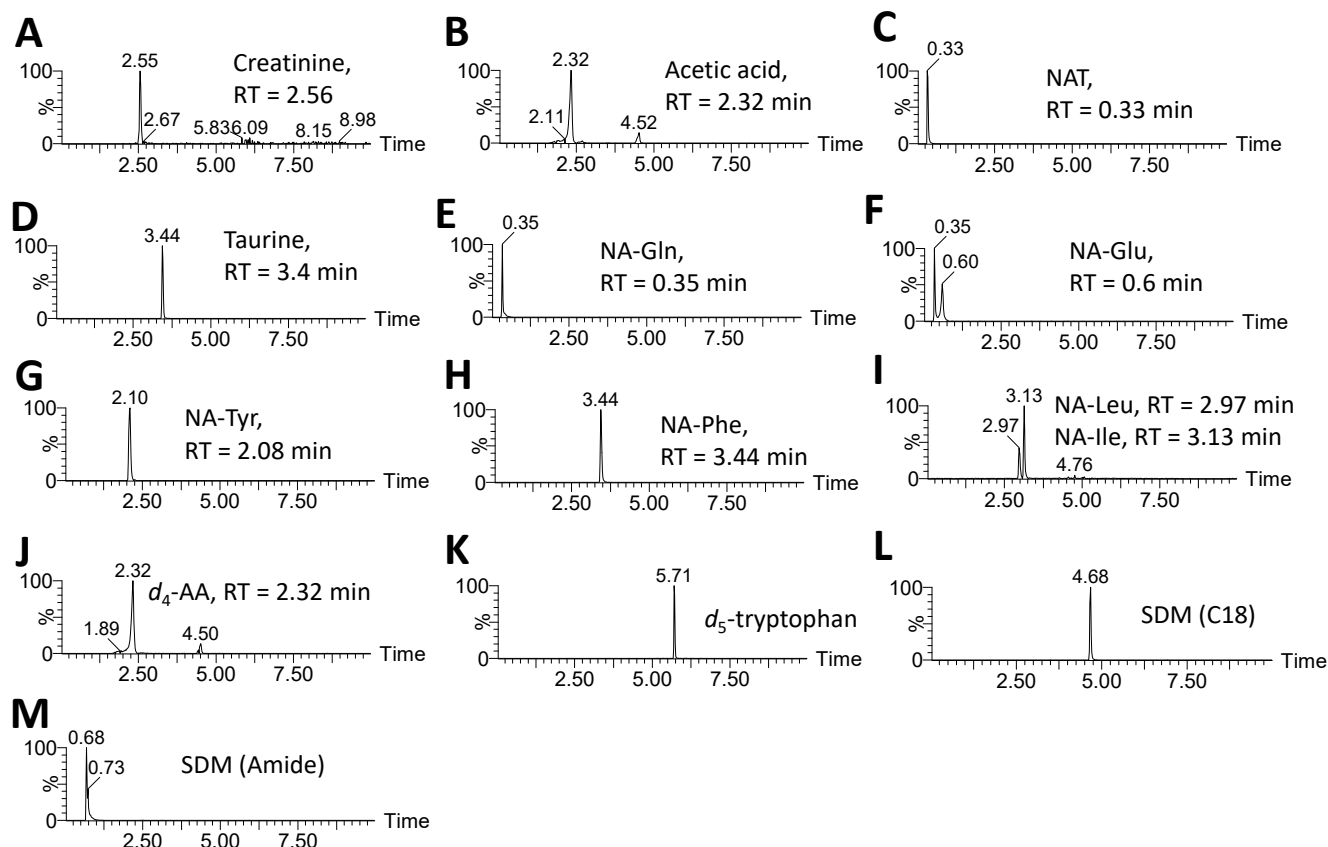 A
2.55
Creatinine,
RT = 2.56
100
%
0
2.67
5.83 6.09
8.15
8.98
Time
2.50 5.00 7.50
B
2.32
Acetic acid,
RT = 2.32 min
100
%
0
2.11
4.52
Time
2.50 5.00 7.50
C
0.33
NAT,
RT = 0.33 min
100
%
0
Time
2.50 5.00 7.50
D
3.44
Taurine,
RT = 3.4 min
100
%
0
Time
2.50 5.00 7.50
E
0.35
NA-Gln,
RT = 0.35 min
100
%
0
Time
2.50 5.00 7.50
F
0.35
0.60
NA-Glu,
RT = 0.6 min
100
%
0
Time
2.50 5.00 7.50
G
2.10
NA-Tyr,
RT = 2.08 min
100
%
0
Time
2.50 5.00 7.50
H
3.44
NA-Phe,
RT = 3.44 min
100
%
0
Time
2.50 5.00 7.50
I
3.13
NA-Leu, RT = 2.97 min
NA-Ile, RT = 3.13 min
100
%
0
2.97
4.76
Time
2.50 5.00 7.50
J
2.32
d4-AA, RT = 2.32 min
100
%
0
1.89
4.50
Time
2.50 5.00 7.50
K
5.71
d5-tryptophan
100
%
0
Time
2.50 5.00 7.50
L
4.68
SDM (C18)
100
%
0
Time
2.50 5.00 7.50
M
0.68
0.73
SDM (Amide)
100
%
0
Time
2.50 5.00 7.50